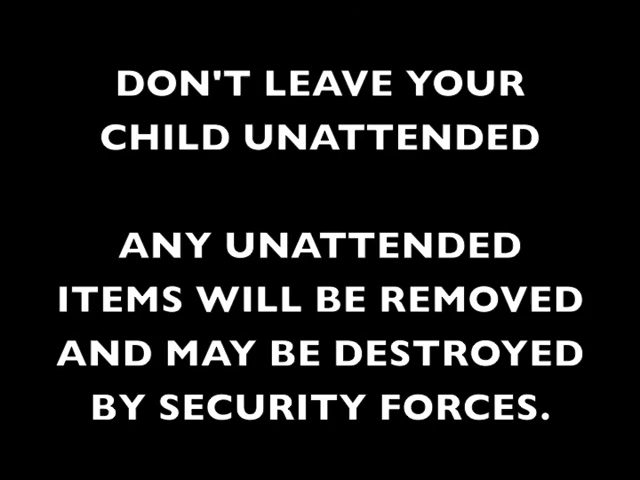 DON'T LEAVE YOUR
CHILD UNATTENDED
ANY UNATTENDED
ITEMS WILL BE REMOVED
AND MAY BE DESTROYED
BY SECURITY FORCES.